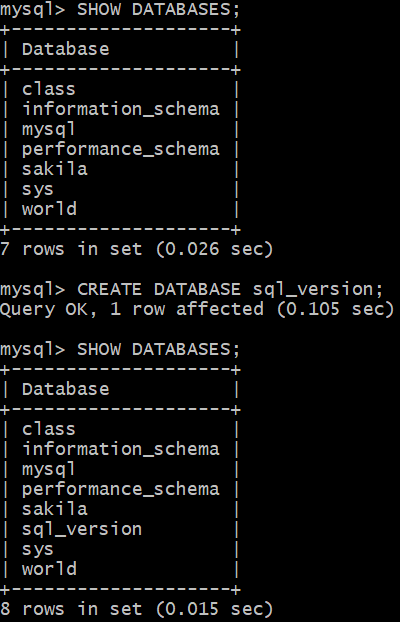 mysql> SHOW DATABASES;
+--------------------+
| Database           |
+--------------------+
| class              |
| information_schema |
| mysql              |
| performance_schema |
| sakila             |
| sys                |
| world              |
+--------------------+
7 rows in set (0.026 sec)

mysql> CREATE DATABASE sql_version;
Query OK, 1 row affected (0.105 sec)

mysql> SHOW DATABASES;
+--------------------+
| Database           |
+--------------------+
| class              |
| information_schema |
| mysql              |
| performance_schema |
| sakila             |
| sql_version        |
| sys                |
| world              |
+--------------------+
8 rows in set (0.015 sec)